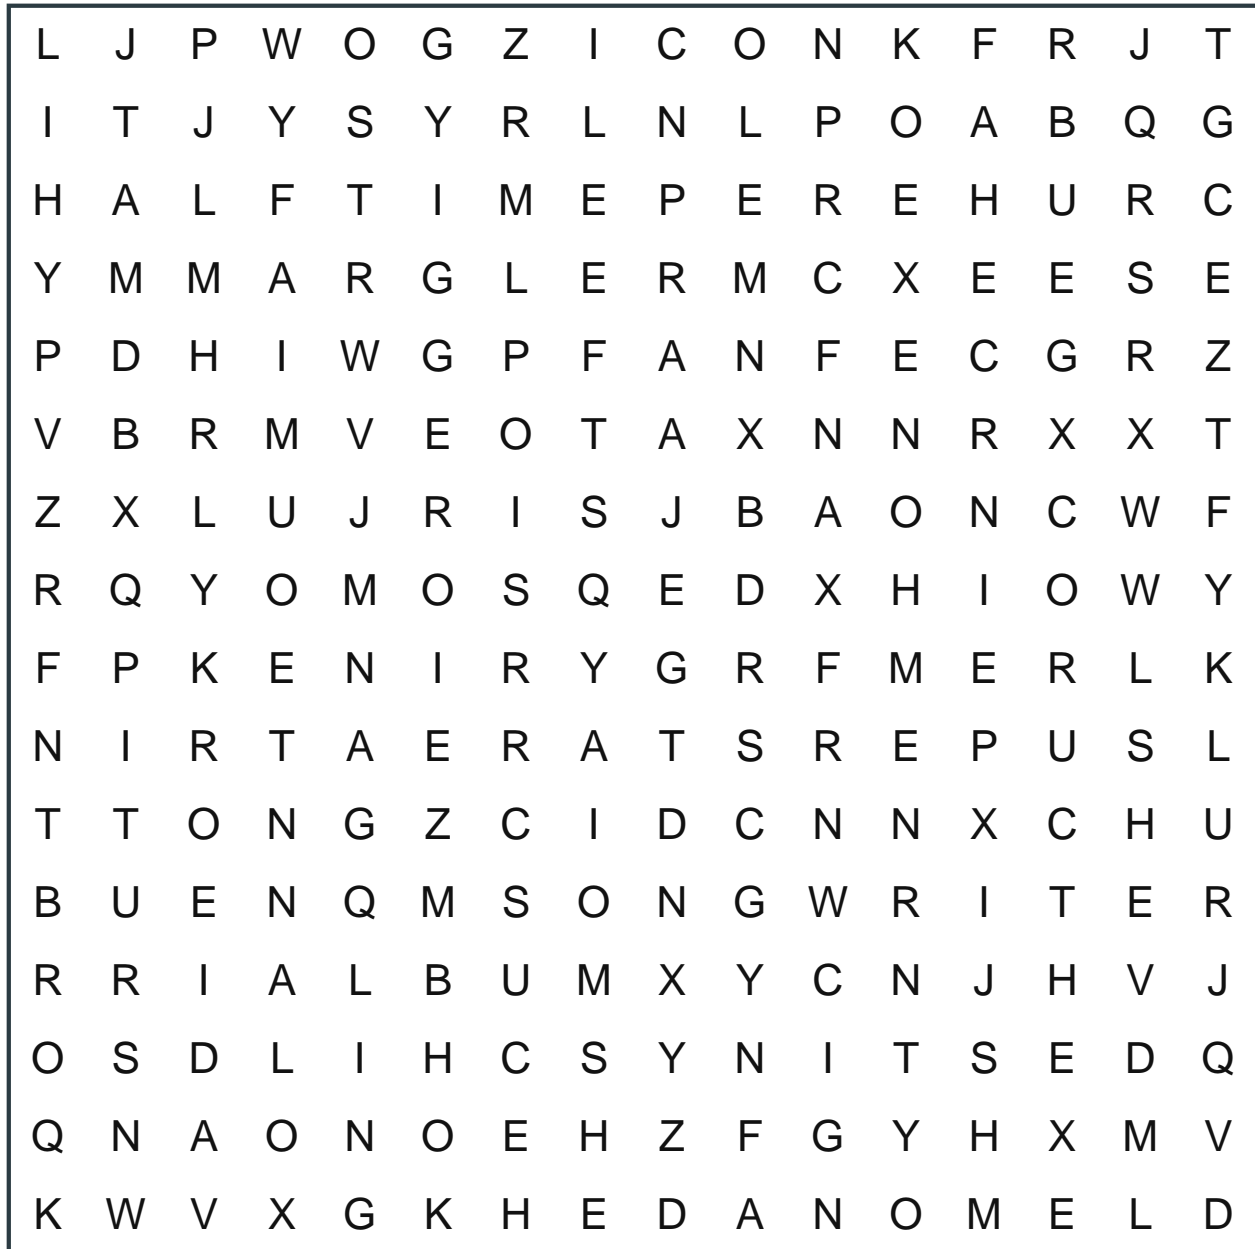 L J P W O G Z I C O N K F R J T
I T J Y S Y R L N L P O A B Q G
H A L F T I M E P E R E H U R C
Y M M A R G L E R M C X E E S E
P D H I W G P F A N F E C G R Z
V B R M V E O T A X N N R X X T
Z X L U J R I S J B A O N C W F
R Q Y O M O S Q E D X H I O W Y
F P K E N I R Y G R F M E R L K
N I R T A E R A T S R E P U S L
T T O N G Z C I D C N N X C H U
B U E N Q M S O N G W R I T E R
R R I A L B U M X Y C N J H V J
O S D L I H C S Y N I T S E D Q
Q N A O N O E H Z F G Y H X M V
K W V X G K H E D A N O M E L D